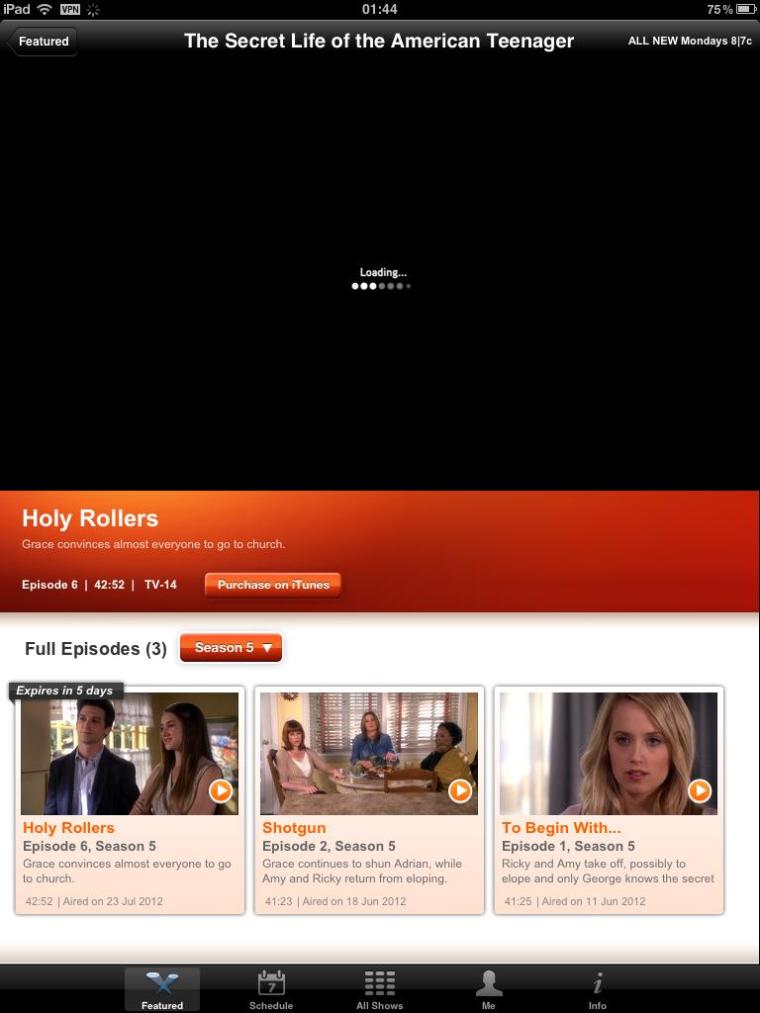 iPad VPN 01:44 75%
Featured The Secret Life of the American Teenager ALL NEW Mondays 8|7c
Loading...
Holy Rollers
Grace convinces almost everyone to go to church.
Episode 6 | 42:52 | TV-14 Purchase on iTunes
Full Episodes (3) Season 5
Expires in 5 days
Holy Rollers
Episode 6, Season 5
Grace convinces almost everyone to go
to church.
42:52 | Aired on 23 Jul 2012
Shotgun
Episode 2, Season 5
Grace continues to shun Adrian, while
Amy and Ricky return from eloping.
41:23 | Aired on 18 Jun 2012
To Begin With...
Episode 1, Season 5
Ricky and Amy take off, possibly to
elope and only George knows the secret
41:25 | Aired on 11 Jun 2012
7
Featured Schedule All Shows Me Info